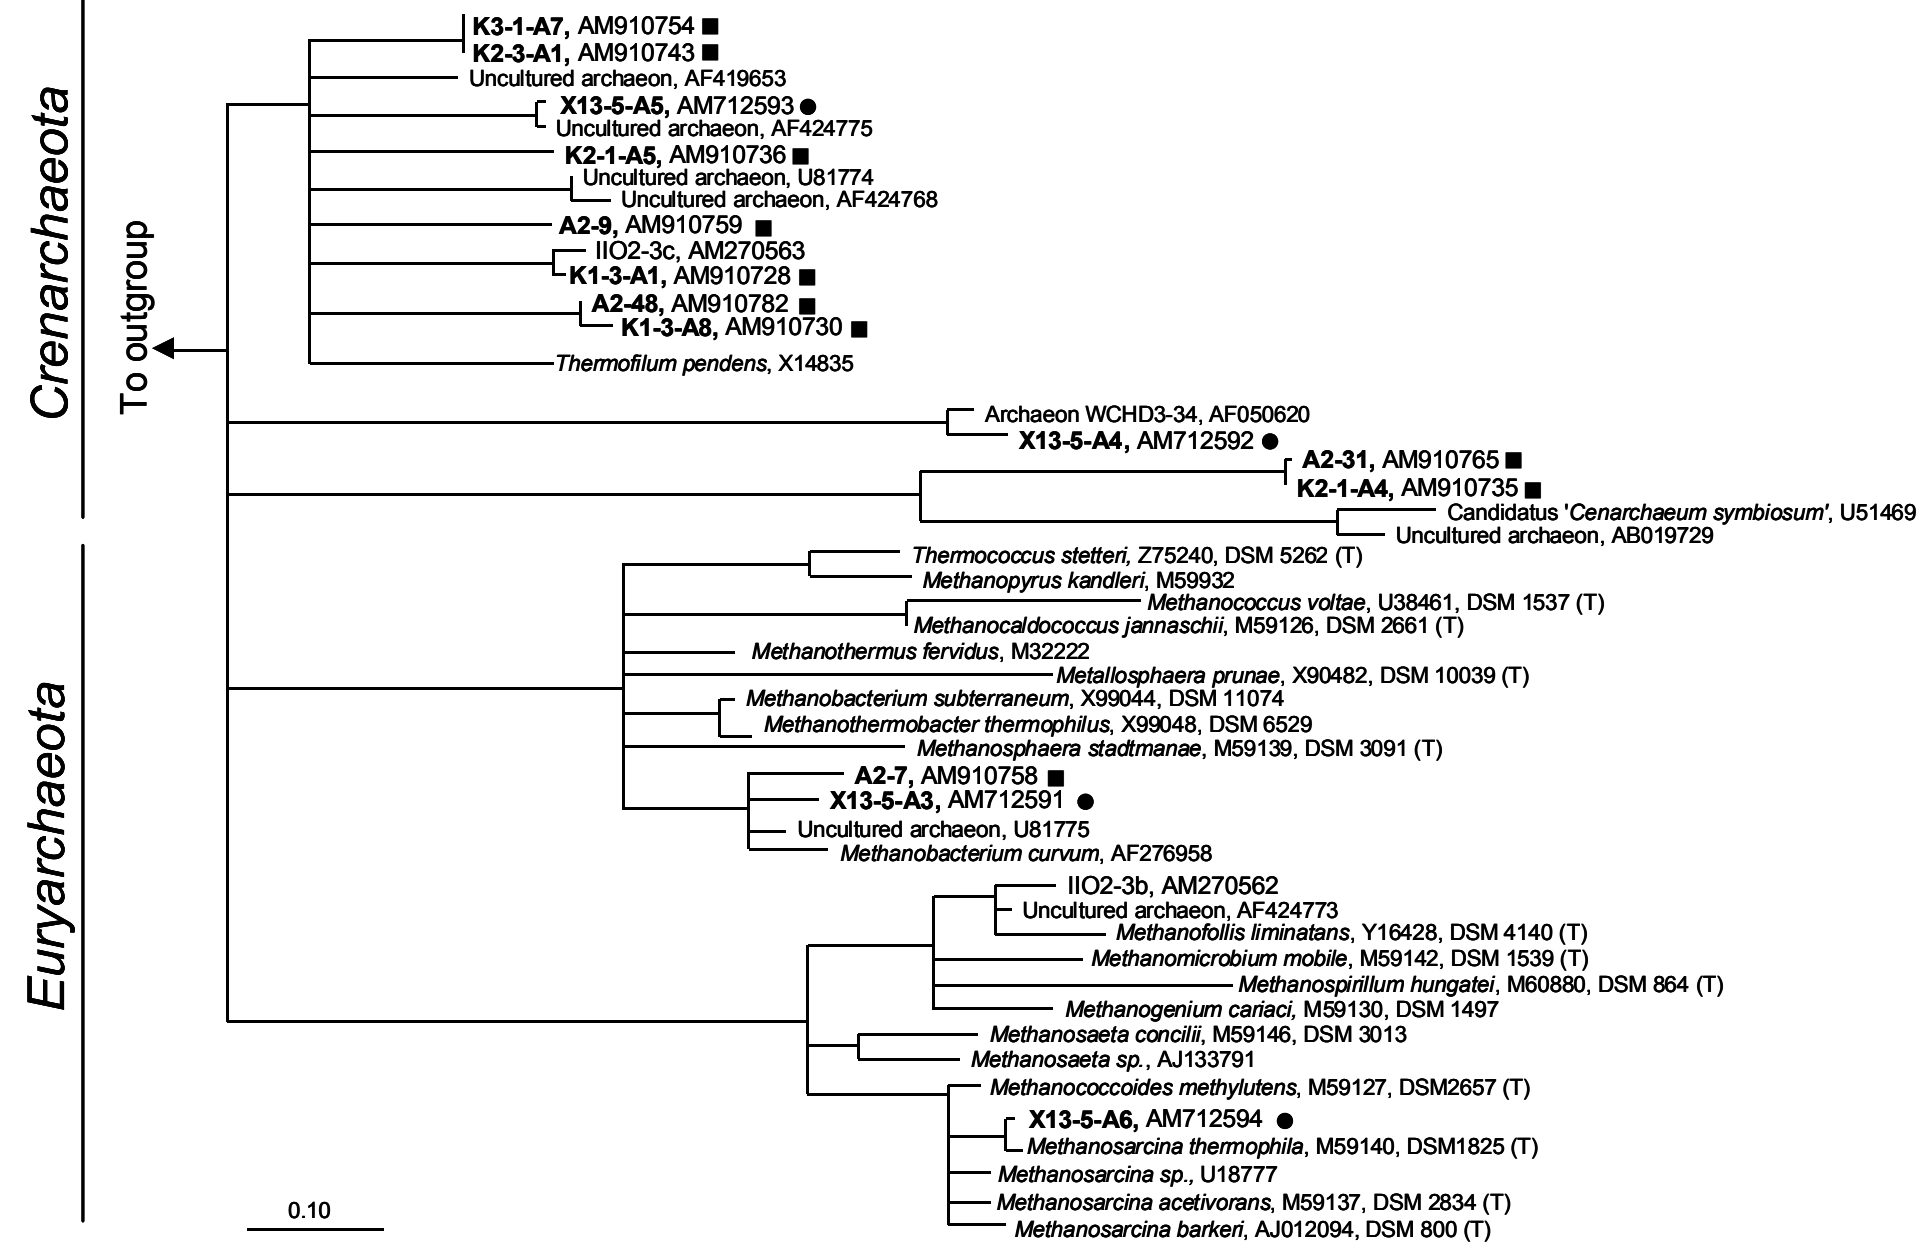 Crenarchaeota
To outgroup
K3-1-A7, AM910754 ■
K2-3-A1, AM910743 ■
Uncultured archaeon, AF419653
X13-5-A5, AM712593 ●
Uncultured archaeon, AF424775
K2-1-A5, AM910736 ■
Uncultured archaeon, U81774
Uncultured archaeon, AF424768
A2-9, AM910759 ■
IIO2-3c, AM270563
K1-3-A1, AM910728 ■
A2-48, AM910782 ■
K1-3-A8, AM910730 ■
Thermofilum pendens, X14835
Archaeon WCHD3-34, AF050620
X13-5-A4, AM712592 ●
A2-31, AM910765 ■
K2-1-A4, AM910735 ■
Candidatus 'Cenarchaeum symbiosum', U51469
Uncultured archaeon, AB019729
Euryarchaeota
Thermococcus stetteri, Z75240, DSM 5262 (T)
Methanopyrus kandleri, M59932
Methanococcus voltae, U38461, DSM 1537 (T)
Methanocaldococcus jannaschii, M59126, DSM 2661 (T)
Methanothermus fervidus, M32222
Metallosphaera prunae, X90482, DSM 10039 (T)
Methanobacterium subterraneum, X99044, DSM 11074
Methanothermobacter thermophilus, X99048, DSM 6529
Methanosphaera stadtmanae, M59139, DSM 3091 (T)
A2-7, AM910758 ■
X13-5-A3, AM712591 ●
Uncultured archaeon, U81775
Methanobacterium curvum, AF276958
IIO2-3b, AM270562
Uncultured archaeon, AF424773
Methanofollis liminatans, Y16428, DSM 4140 (T)
Methanomicrobium mobile, M59142, DSM 1539 (T)
Methanospirillum hungatei, M60880, DSM 864 (T)
Methanogenium cariaci, M59130, DSM 1497
Methanosaeta concilii, M59146, DSM 3013
Methanosaeta sp., AJ133791
Methanococcoides methylutens, M59127, DSM2657 (T)
X13-5-A6, AM712594 ●
Methanosarcina thermophila, M59140, DSM1825 (T)
Methanosarcina sp., U18777
Methanosarcina acetivorans, M59137, DSM 2834 (T)
Methanosarcina barkeri, AJ012094, DSM 800 (T)
0.10